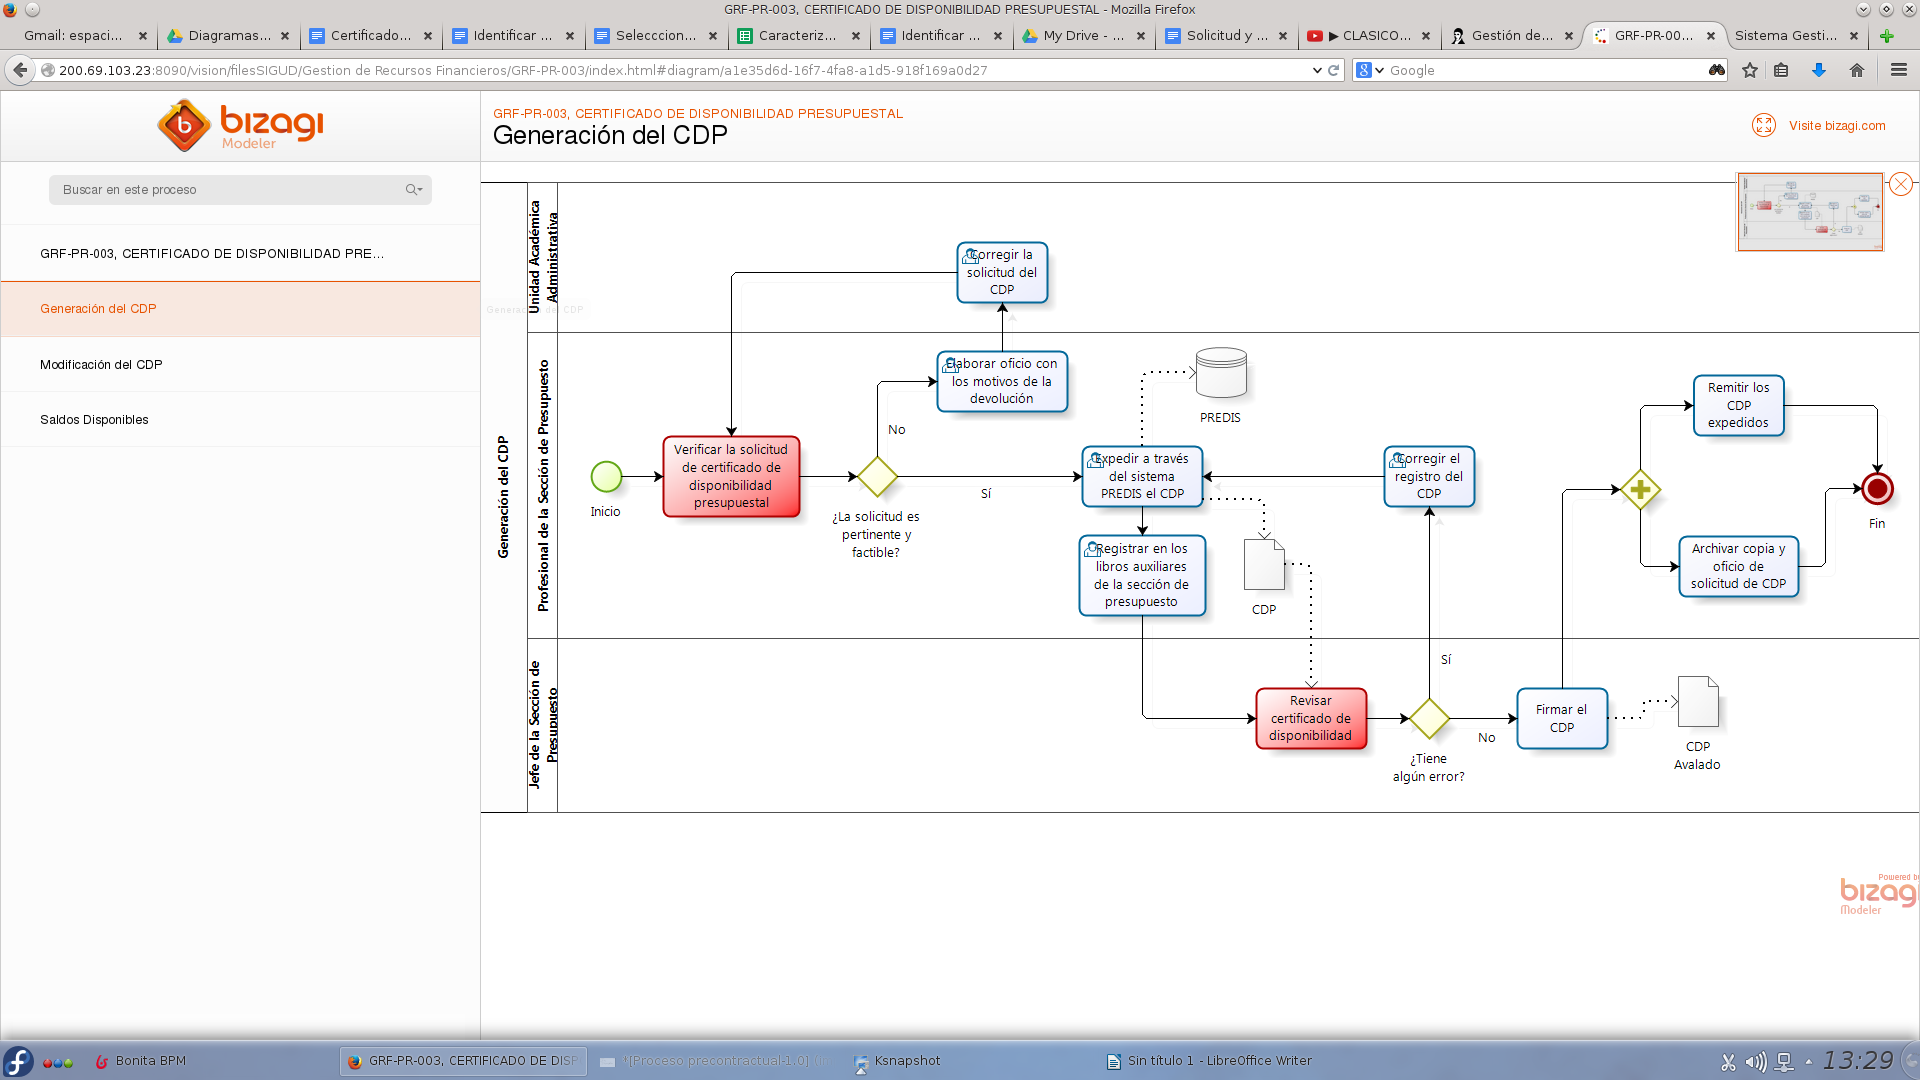 GRF-PR-003, CERTIFICADO DE DISPONIBILIDAD PRESUPUESTAL - Mozilla Firefox
Gmail: espaci...
Diagramas...
Certificado...
Identificar ...
Selecccion...
Caracteriz...
Identificar ...
My Drive - ...
Solicitud y ...
▶ CLASICO...
Gestión de...
GRF-PR-00...
Sistema Gesti...
200.69.103.23:8090/vision/filesSIGUD/Gestion de Recursos Financieros/GRF-PR-003/index.html#diagram/a1e35d6d-16f7-4fa8-a1d5-918f169a0d27
Google
bizagi
Modeler
GRF-PR-003, CERTIFICADO DE DISPONIBILIDAD PRESUPUESTAL
Generación del CDP
Visite bizagi.com
Buscar en este proceso
GRF-PR-003, CERTIFICADO DE DISPONIBILIDAD PRE...
Generación del CDP
Modificación del CDP
Saldos Disponibles
Generación del CDP
Generación del CDP
Unidad Académica
Administrativa
Profesional de la Sección de Presupuesto
Jefe de la Sección de
Presupuesto
Corregir la
solicitud del
CDP
Elaborar oficio con
los motivos de la
devolución
No
PREDIS
Remitir los
CDP
expedidos
Verificar la solicitud
de certificado de
disponibilidad
presupuestal
Inicio
¿La solicitud es
pertinente y
factible?
Sí
Expedir a través
del sistema
PREDIS el CDP
Corregir el
registro del
CDP
Fin
Registrar en los
libros auxiliares
de la sección de
presupuesto
CDP
Archivar copia y
oficio de
solicitud de CDP
Sí
Revisar
certificado de
disponibilidad
¿Tiene
algún error?
No
Firmar el
CDP
CDP
Avalado
Powered by
bizagi
Modeler
Bonita BPM
GRF-PR-003, CERTIFICADO DE DISP
*[Proceso precontractual-1.0] (
Ksnapshot
Sin título 1 - LibreOffice Writer
13:29